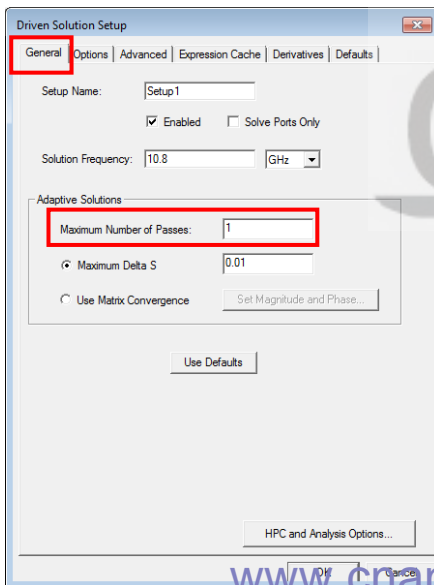 Driven Solution Setup
General Options Advanced Expression Cache Derivatives Defaults
Setup Name: Setup1
Enabled Solve Ports Only
Solution Frequency: 10.8 GHz
Adaptive Solutions
Maximum Number of Passes: 1
Maximum Delta S 0.01
Use Matrix Convergence Set Magnitude and Phase...
Use Defaults
HPC and Analysis Options...
OK Cancel